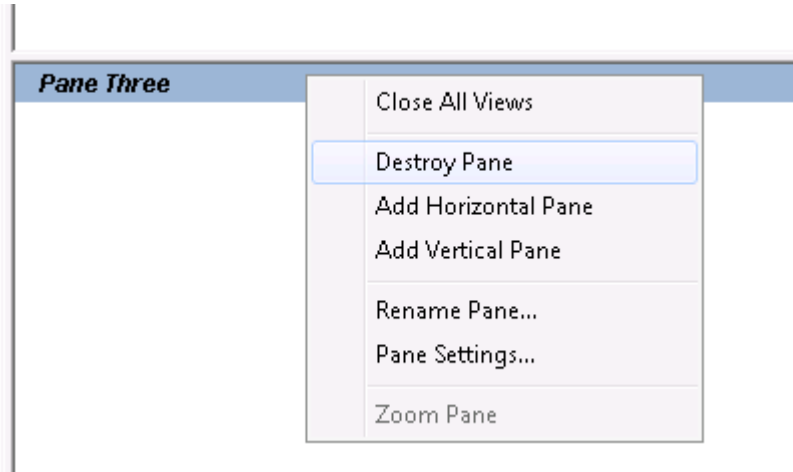 Pane Three
Close All Views
Destroy Pane
Add Horizontal Pane
Add Vertical Pane
Rename Pane...
Pane Settings...
Zoom Pane